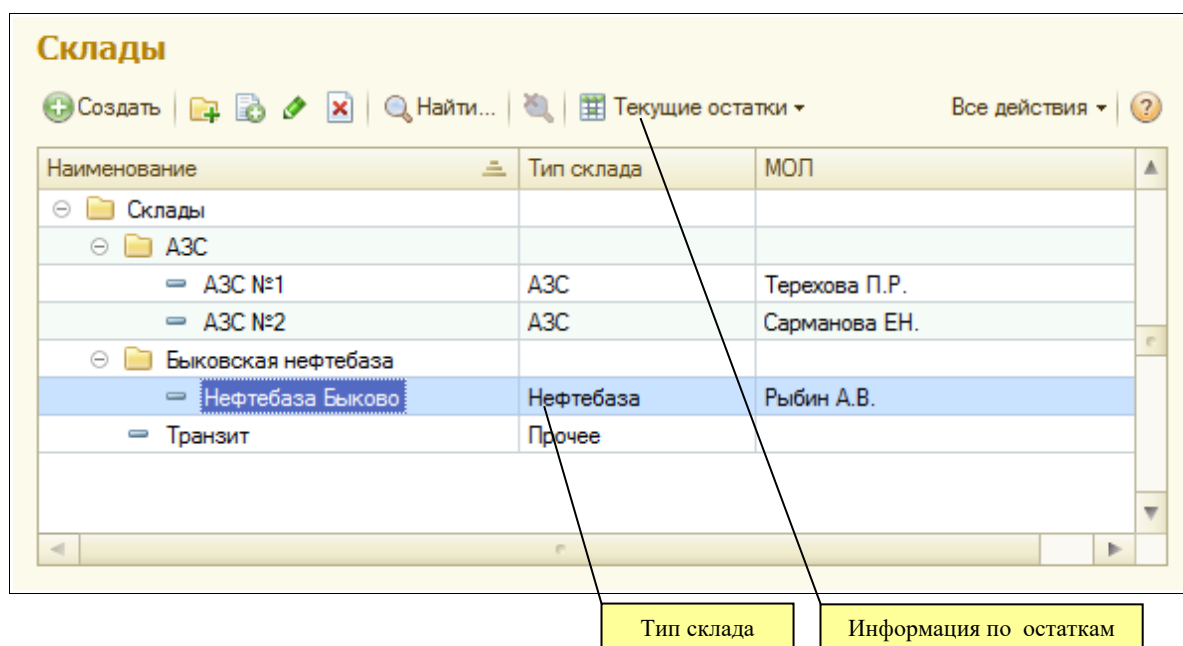 Склады
Создать Найти... Текущие остатки Все действия ?
Наименование Тип склада МОЛ
Склады
АЗС
АЗС №1 АЗС Терехова П.Р.
АЗС №2 АЗС Сарманова ЕН.
Быковская нефтебаза
Нефтебаза Быково Нефтебаза Рыбин А.В.
Транзит Прочее
Тип склада Информация по остаткам